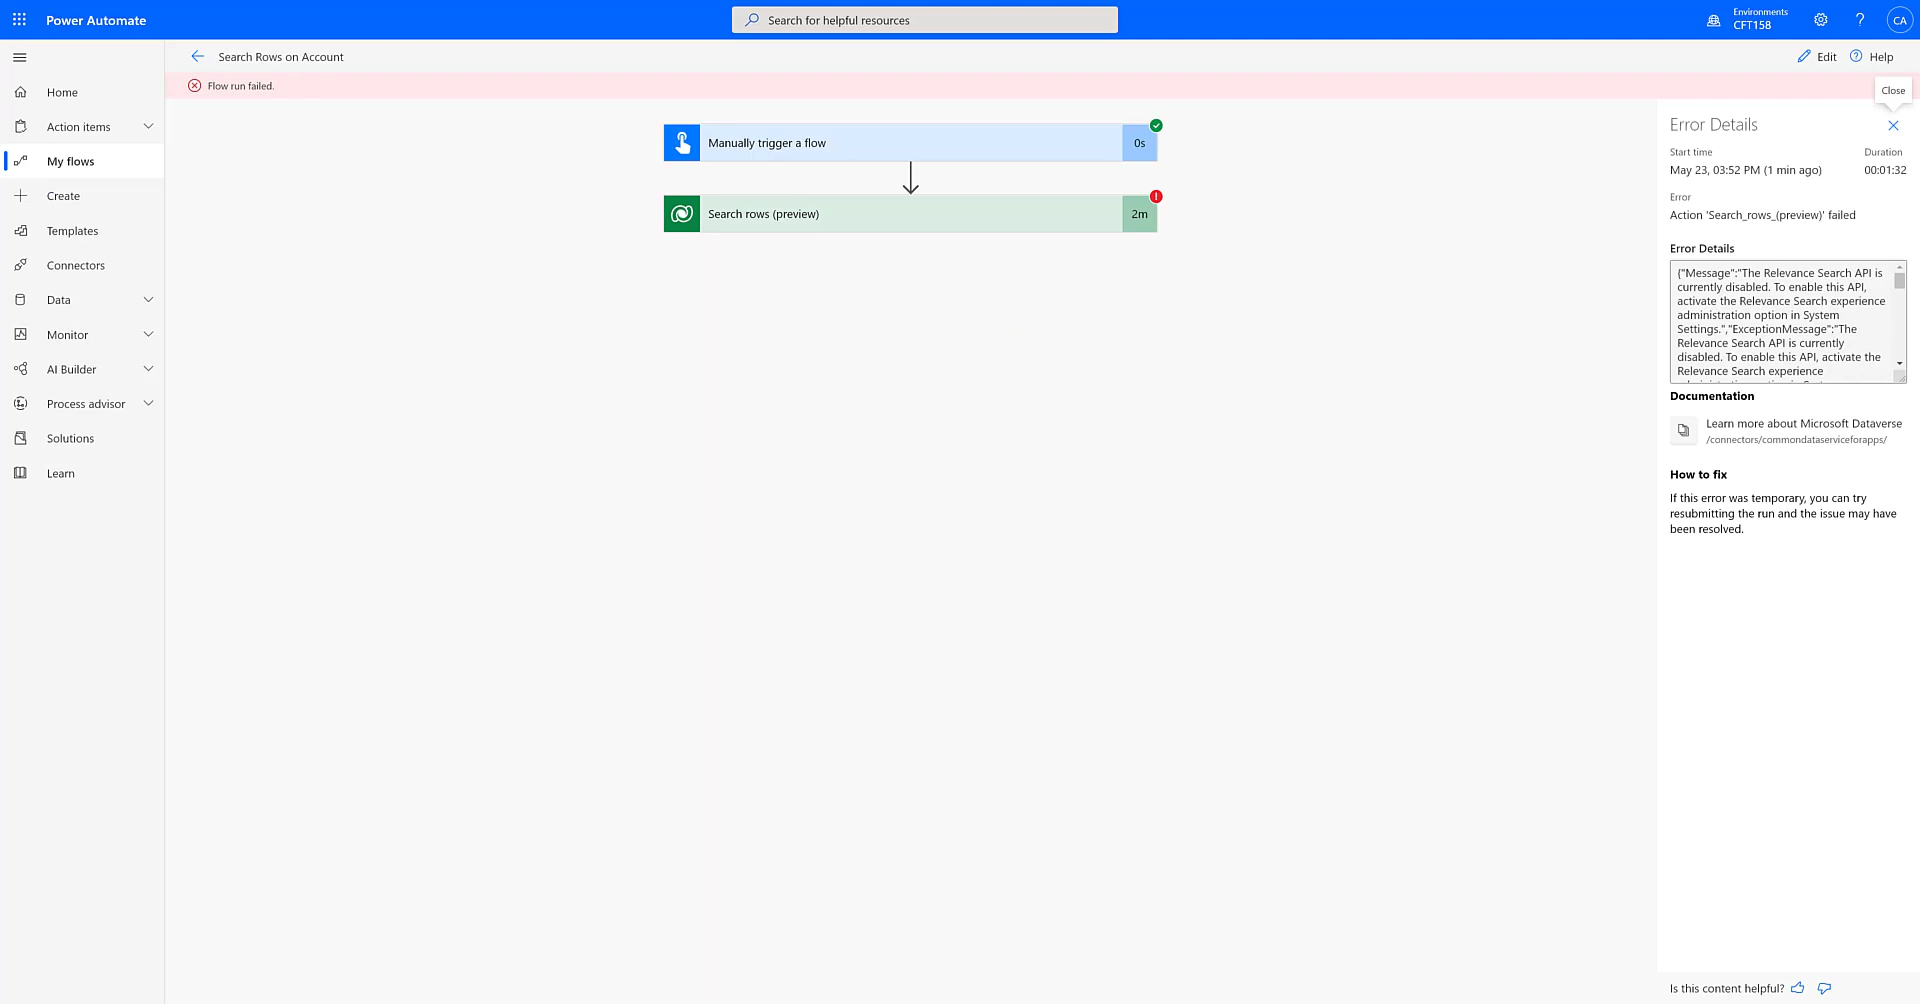 Power Automate
Search for helpful resources
Environments
CFT158
?
CA
Search Rows on Account
Edit
Help
Flow run failed.
Close
Home
Action items
My flows
Create
Templates
Connectors
Data
Monitor
AI Builder
Process advisor
Solutions
Learn
Manually trigger a flow
0s
Search rows (preview)
2m
Error Details
Start time
Duration
May 23, 03:52 PM (1 min ago)
00:01:32
Error
Action 'Search_rows_(preview)' failed
Error Details
{"Message":"The Relevance Search API is
currently disabled. To enable this API,
activate the Relevance Search experience
administration option in System
Settings.","ExceptionMessage":"The
Relevance Search API is currently
disabled. To enable this API, activate the
Relevance Search experience
Documentation
Learn more about Microsoft Dataverse
/connectors/commondataserviceforapps/
How to fix
If this error was temporary, you can try
resubmitting the run and the issue may have
been resolved.
Is this content helpful?